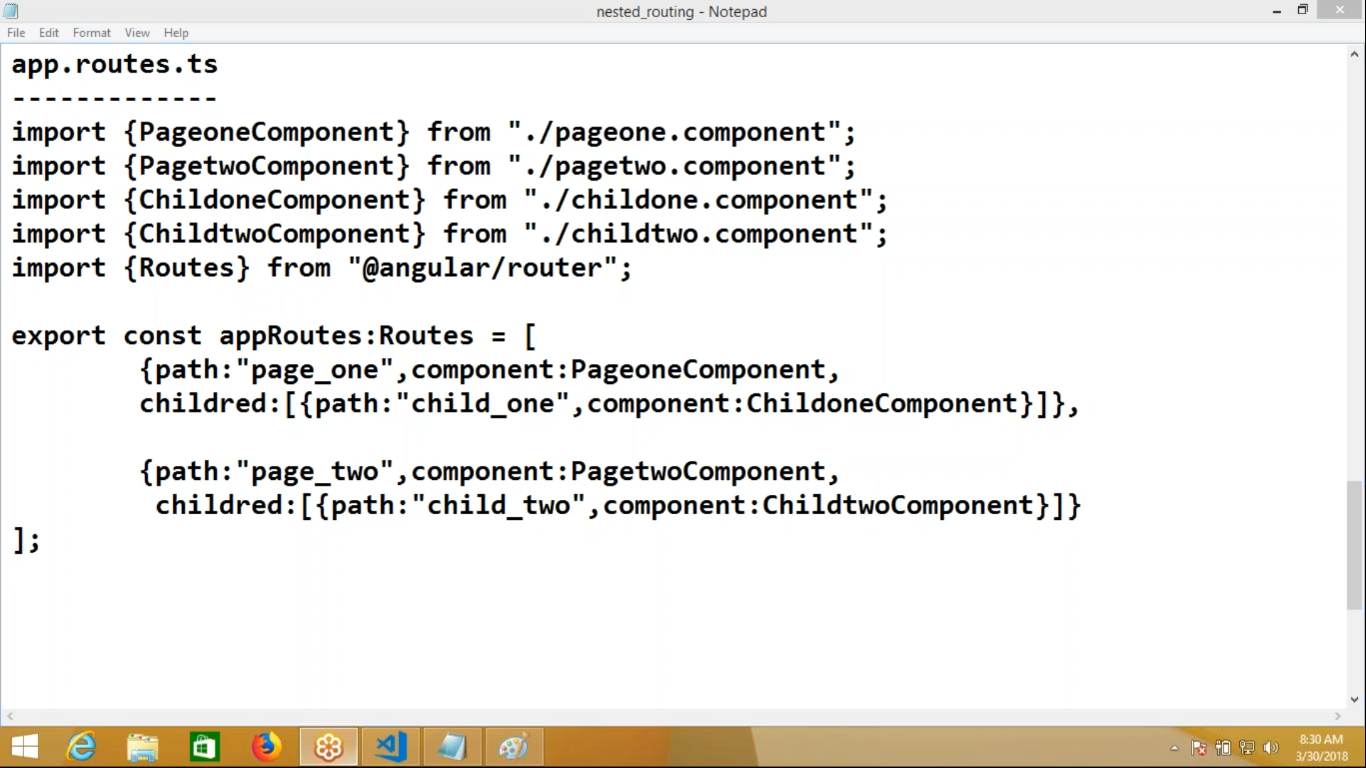 nested_routing - Notepad
File Edit Format View Help
app.routes.ts
-------------
import {PageoneComponent} from "./pageone.component";
import {PagetwoComponent} from "./pagetwo.component";
import {ChildoneComponent} from "./childone.component";
import {ChildtwoComponent} from "./childtwo.component";
import {Routes} from "@angular/router";
export const appRoutes:Routes = [
{path:"page_one",component:PageoneComponent,
childred:[{path:"child_one",component:ChildoneComponent}]},
{path:"page_two",component:PagetwoComponent,
childred:[{path:"child_two",component:ChildtwoComponent}]}
];
8:30 AM
3/30/2018